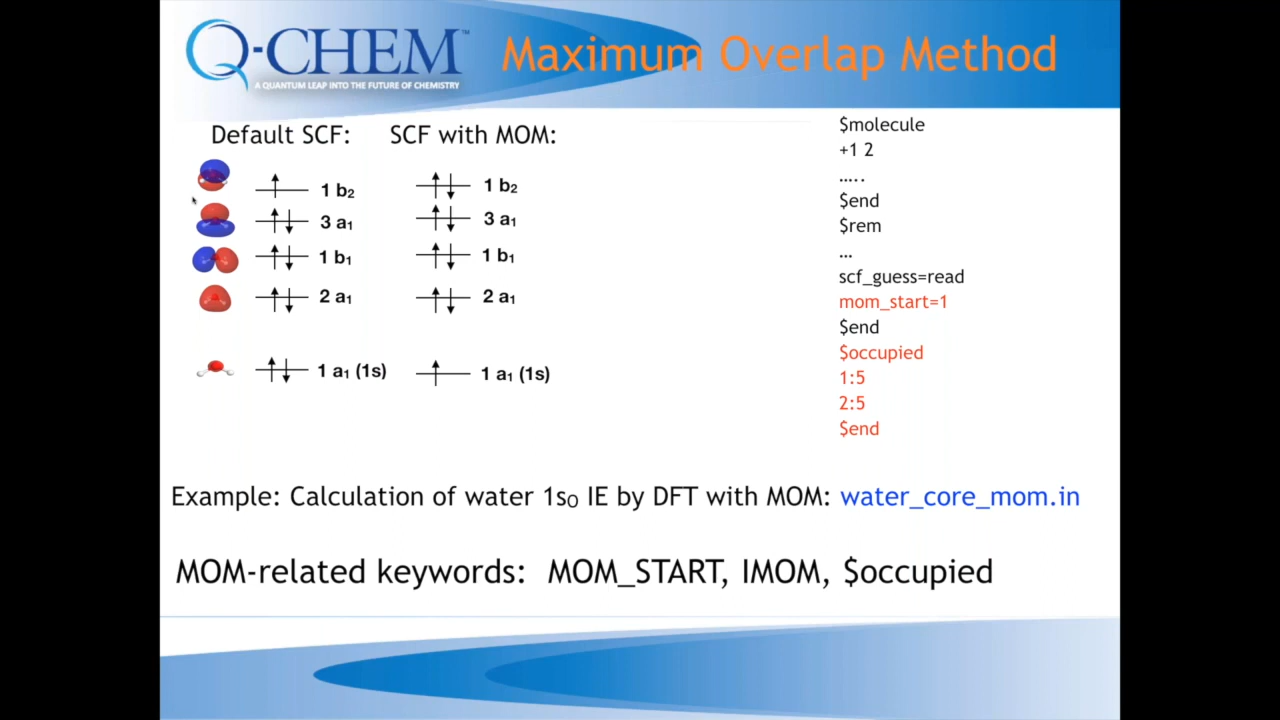 Q-CHEM™
A QUANTUM LEAP INTO THE FUTURE OF CHEMISTRY
Maximum Overlap Method
Default SCF:
1 b₂
3 a₁
1 b₁
2 a₁
1 a₁ (1s)
SCF with MOM:
1 b₂
3 a₁
1 b₁
2 a₁
1 a₁ (1s)
$molecule
+1 2
…..
$end
$rem
…
scf_guess=read
mom_start=1
$end
$occupied
1:5
2:5
$end
Example: Calculation of water 1sO IE by DFT with MOM: water_core_mom.in
MOM-related keywords: MOM_START, IMOM, $occupied